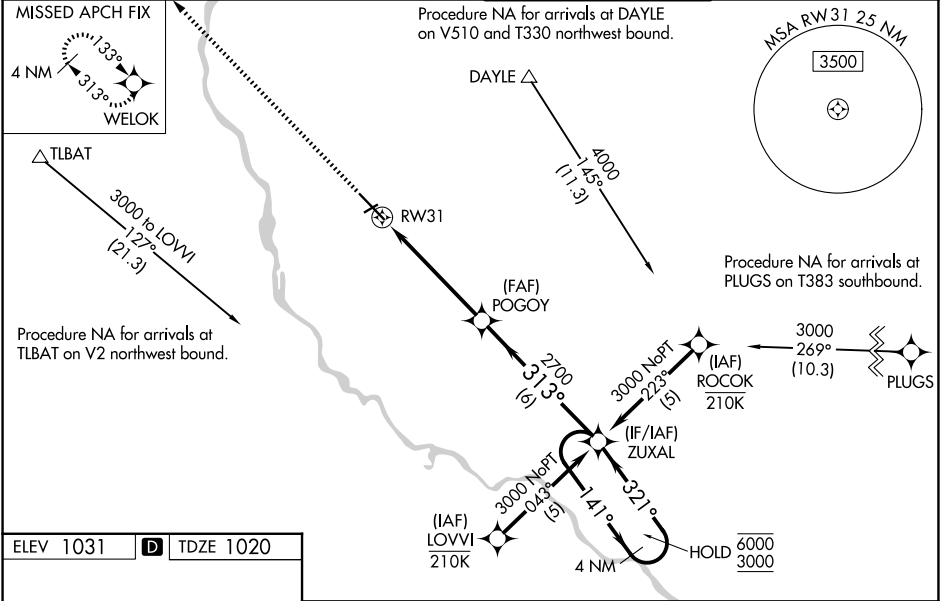 MISSED APCH FIX
133°
4 NM
313°
WELOK
Procedure NA for arrivals at DAYLE
on V510 and T330 northwest bound.
MSA RW31 25 NM
3500
DAYLE
4000
145°
(11.3)
TLBAT
3000 to LOVVI
127°
(21.3)
RW31
Procedure NA for arrivals at
PLUGS on T383 southbound.
(FAF)
POGOY
Procedure NA for arrivals at
TLBAT on V2 northwest bound.
2700
313°
(6)
3000 NoPT
223°
(5)
(IAF)
ROCOK
210K
3000
269°
(10.3)
PLUGS
(IF/IAF)
ZUXAL
3000 NoPT
043°
(5)
141°
321°
(IAF)
LOVVI
210K
4 NM
HOLD
6000
3000
ELEV 1031
D
TDZE 1020